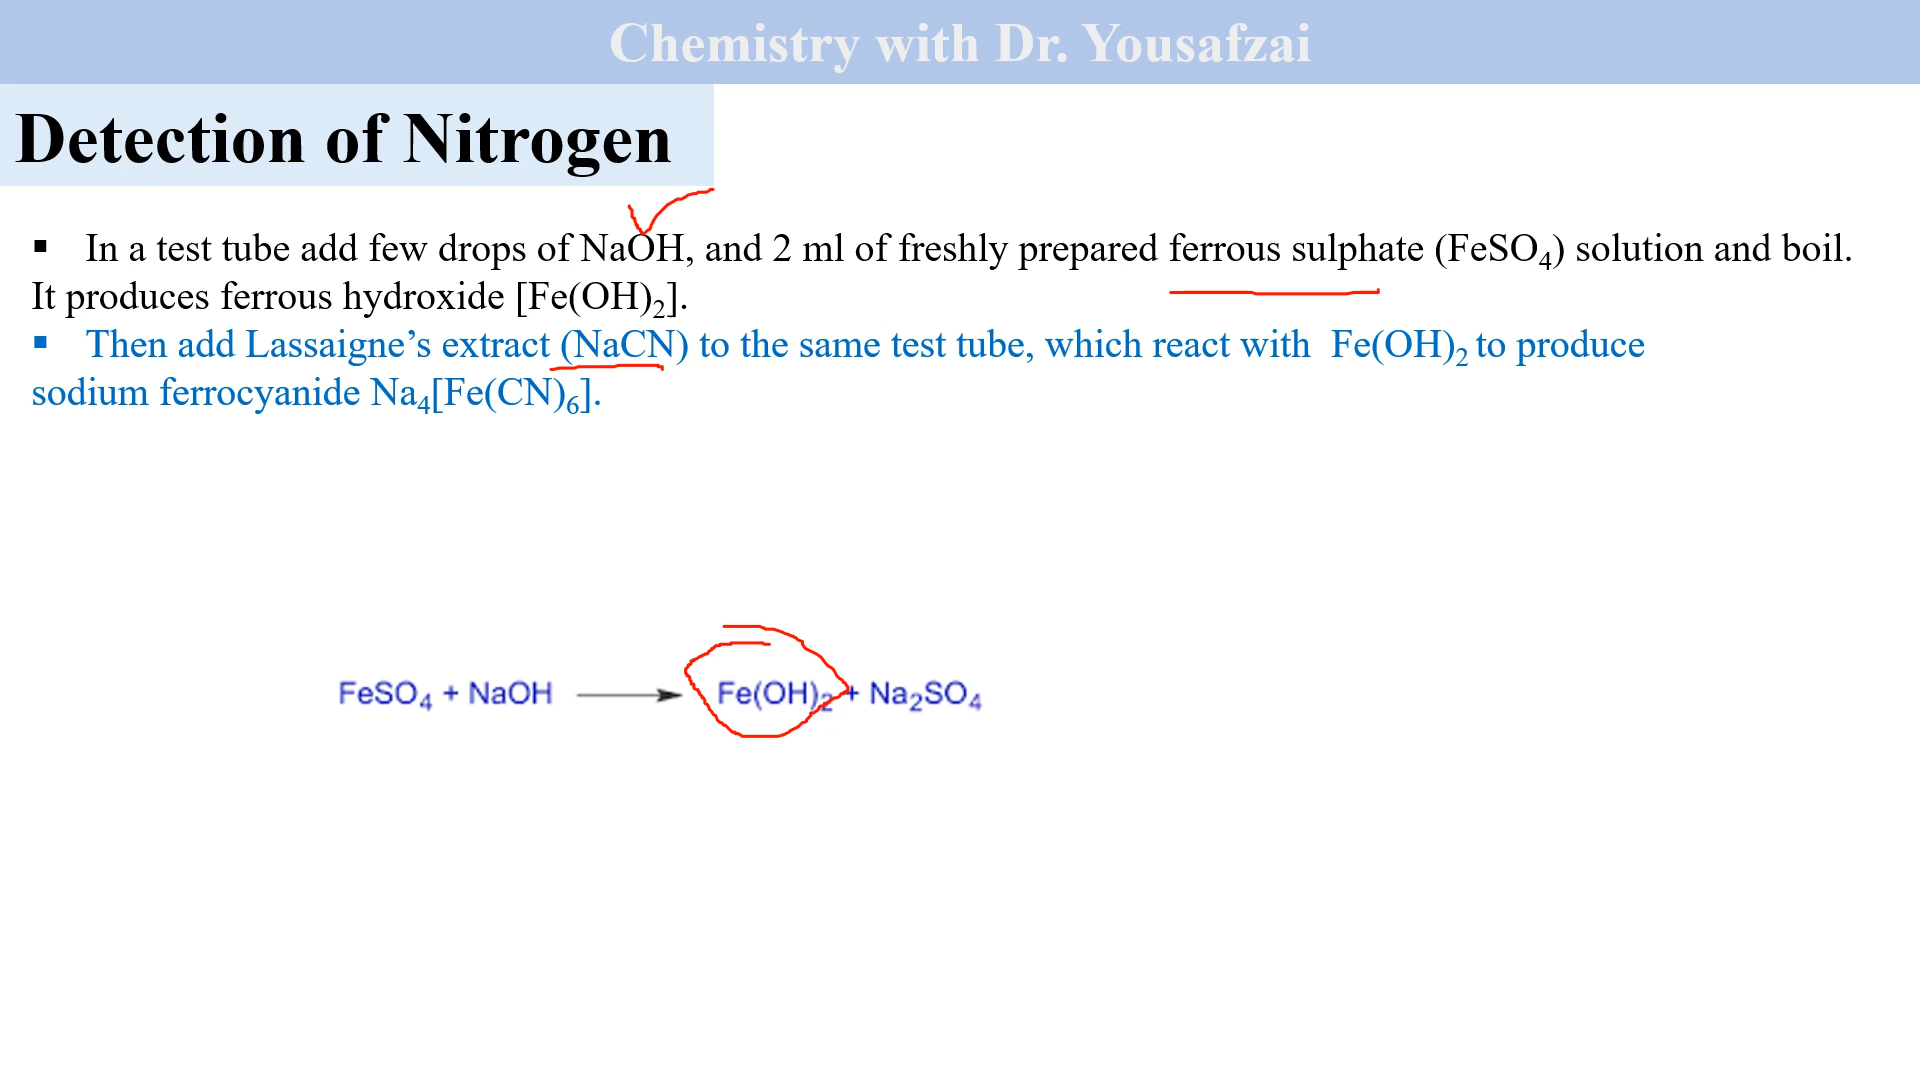 Chemistry with Dr. Yousafzai
Detection of Nitrogen
▪ In a test tube add few drops of NaOH, and 2 ml of freshly prepared ferrous sulphate (FeSO₄) solution and boil.
It produces ferrous hydroxide [Fe(OH)₂].
▪ Then add Lassaigne’s extract (NaCN) to the same test tube, which react with Fe(OH)₂ to produce
sodium ferrocyanide Na₄[Fe(CN)₆].
FeSO₄ + NaOH ⟶ Fe(OH)₂ + Na₂SO₄